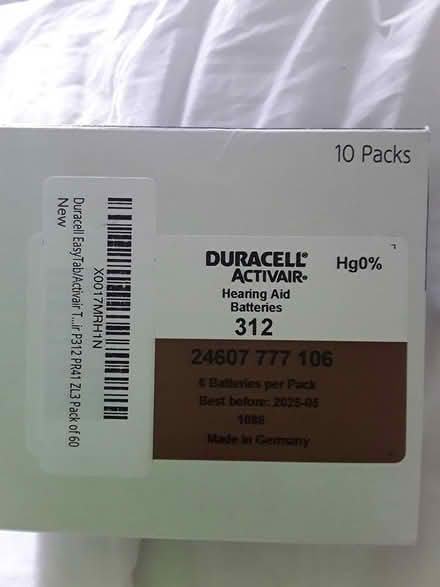 10 Packs
DURACELL®
ACTIVAIR®
Hg0%
Hearing Aid
Batteries
312
24607 777 106
6 Batteries per Pack
Best before: 2025-05
1086
Made in Germany
X0017MRH1N
Duracell EasyTab/Activair T...ir P312 PR41 ZL3 Pack of 60
New